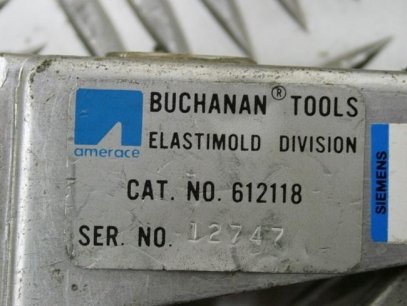 BUCHANAN® TOOLS
amerace
ELASTIMOLD DIVISION
CAT. NO. 612118
SER. NO. 12747
SIEMENS